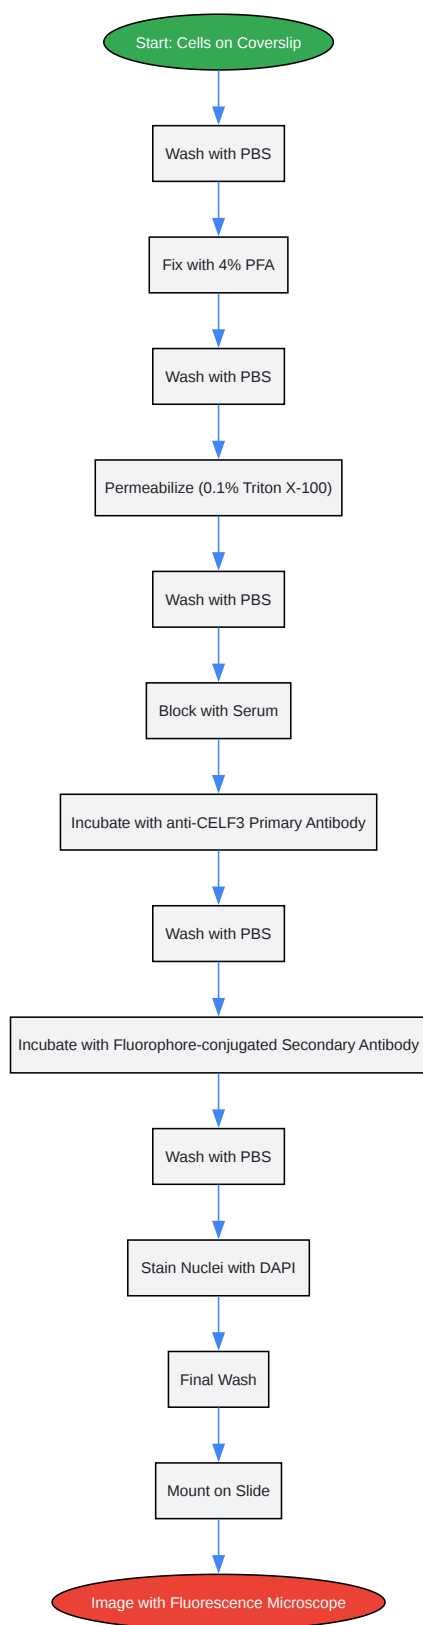 Start: Cells on Coverslip
Wash with PBS
Fix with 4% PFA
Wash with PBS
Permeabilize (0.1% Triton X-100)
Wash with PBS
Block with Serum
Incubate with anti-CELF3 Primary Antibody
Wash with PBS
Incubate with Fluorophore-conjugated Secondary Antibody
Wash with PBS
Stain Nuclei with DAPI
Final Wash
Mount on Slide
Image with Fluorescence Microscope